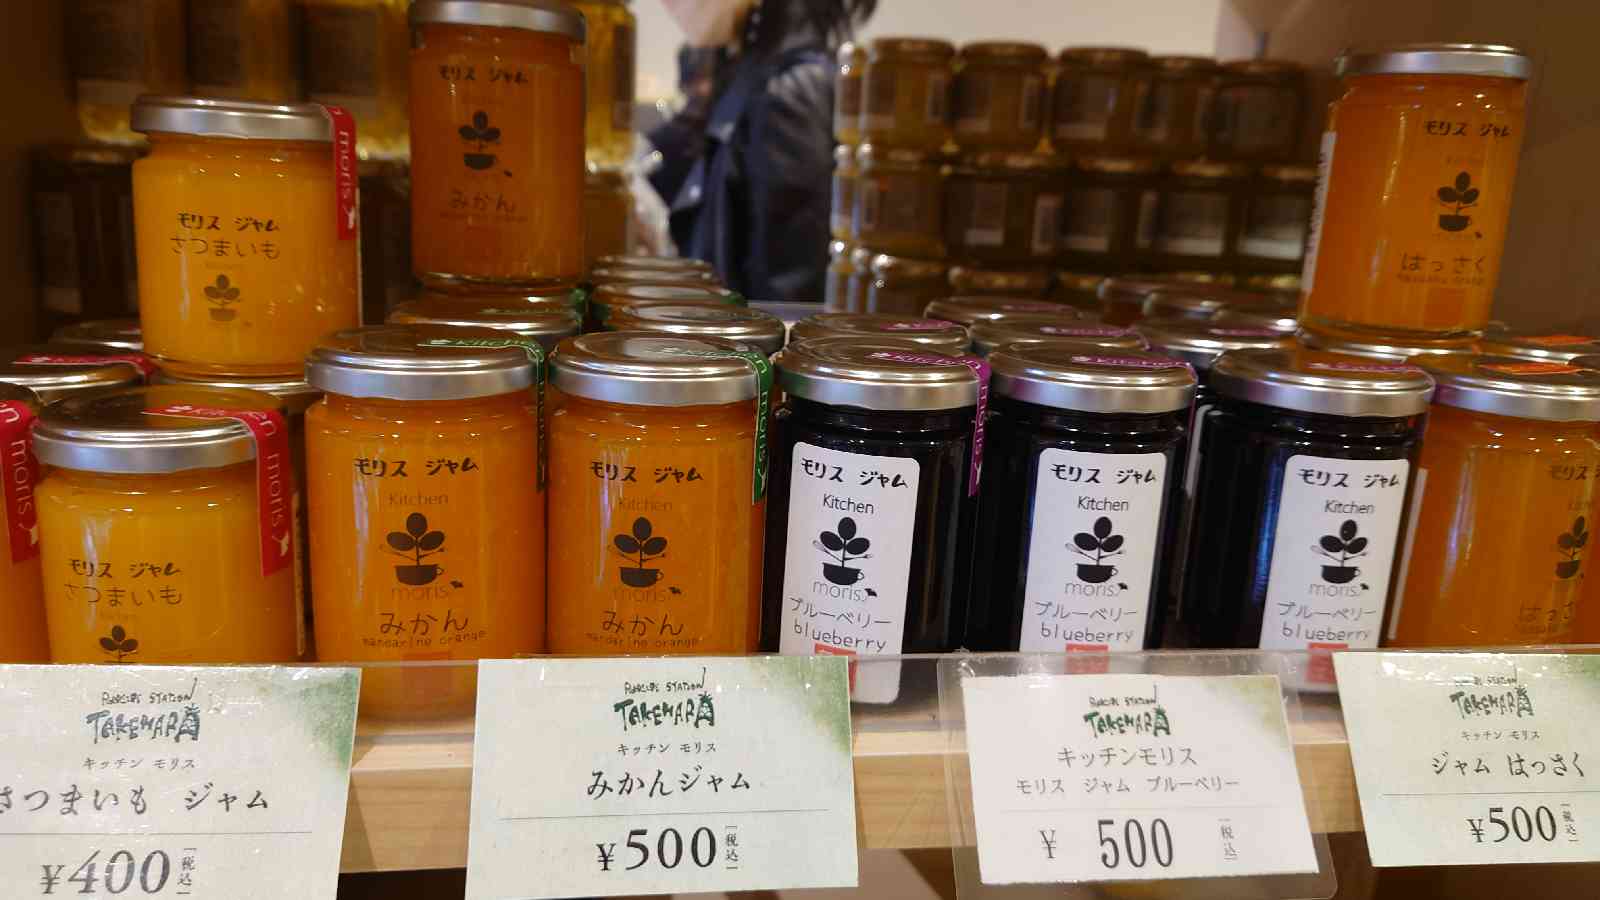 モリス ジャム
さつまいも
moris
モリス ジャム
みかん
モリス ジャム
はっさく
Kitchen
Kitchen
Kitchen
Kitchen
moris
モリス ジャム
さつまいも
moris
モリス ジャム
Kitchen
みかん
mandarine orange
モリス ジャム
Kitchen
moris
みかん
mandarine orange
moris
モリス ジャム
Kitchen
moris
ブルーベリー
blueberry
モリス ジャム
Kitchen
moris
ブルーベリー
blueberry
モリス ジャム
Kitchen
moris
ブルーベリー
blueberry
TAKEHARA
キッチン モリス
さつまいも ジャム
¥400 [税込]
TAKEHARA
キッチン モリス
みかんジャム
¥500 [税込]
TAKEHARA
キッチンモリス
モリス ジャム ブルーベリー
¥ 500 [税込]
TAKEHARA
キッチン モリス
ジャム はっさく
¥500 [税込]